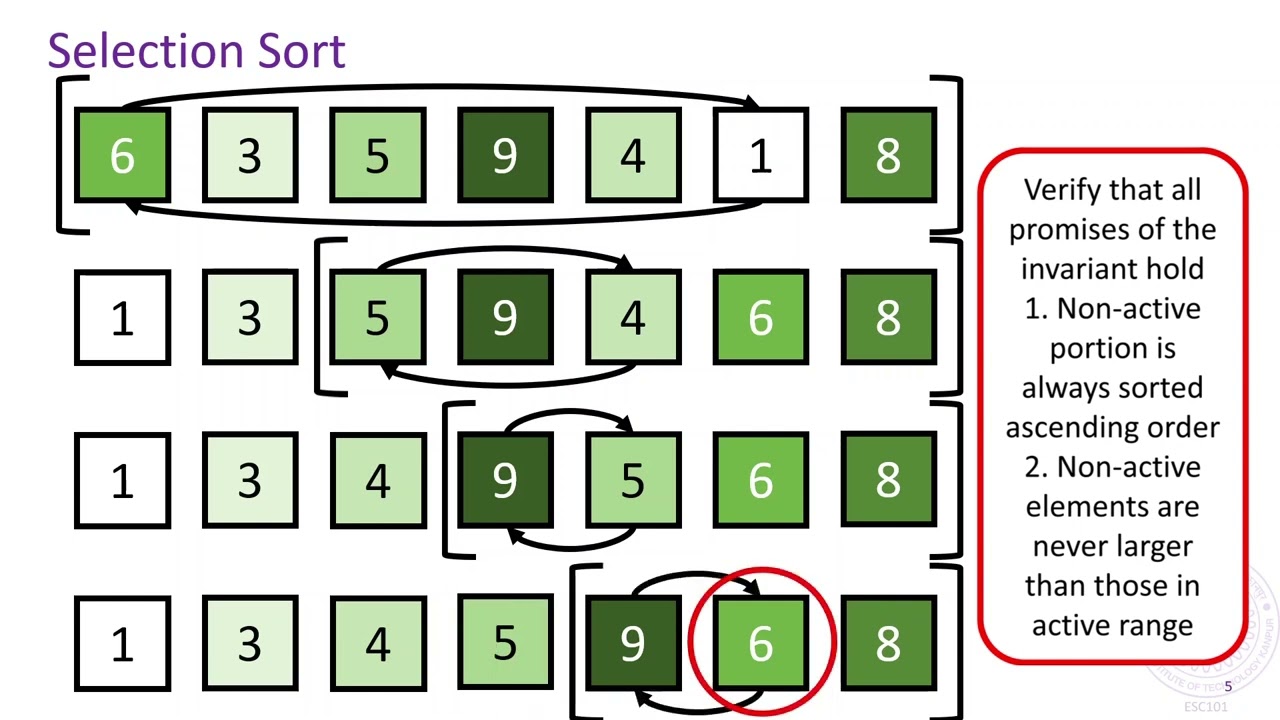 Selection Sort
6 3 5 9 4 1 8
1 3 5 9 4 6 8
1 3 4 9 5 6 8
1 3 4 5 9 6 8
Verify that all
promises of the
invariant hold
1. Non-active
portion is
always sorted
ascending order
2. Non-active
elements are
never larger
than those in
active range
5
ESC101